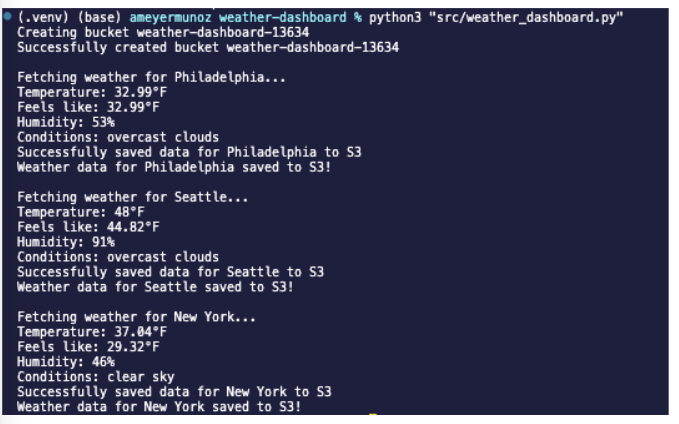 (.venv) (base) ameyermunoz weather-dashboard % python3 "src/weather_dashboard.py"
Creating bucket weather-dashboard-13634
Successfully created bucket weather-dashboard-13634
Fetching weather for Philadelphia...
Temperature: 32.99°F
Feels like: 32.99°F
Humidity: 53%
Conditions: overcast clouds
Successfully saved data for Philadelphia to S3
Weather data for Philadelphia saved to S3!
Fetching weather for Seattle...
Temperature: 48°F
Feels like: 44.82°F
Humidity: 91%
Conditions: overcast clouds
Successfully saved data for Seattle to S3
Weather data for Seattle saved to S3!
Fetching weather for New York...
Temperature: 37.04°F
Feels like: 29.32°F
Humidity: 46%
Conditions: clear sky
Successfully saved data for New York to S3
Weather data for New York saved to S3!